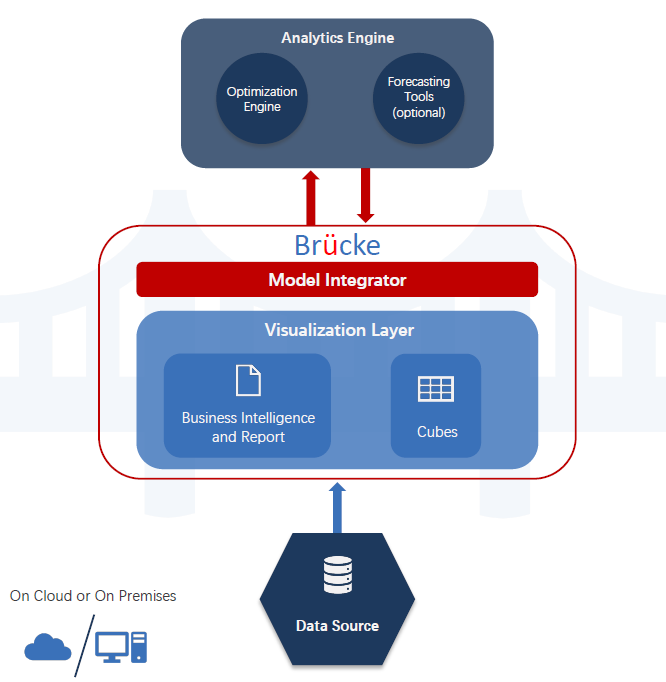 Analytics Engine
Optimization
Engine
Forecasting
Tools
(optional)
Brücke
Model Integrator
Visualization Layer
Business Intelligence
and Report
Cubes
Data Source
On Cloud or On Premises